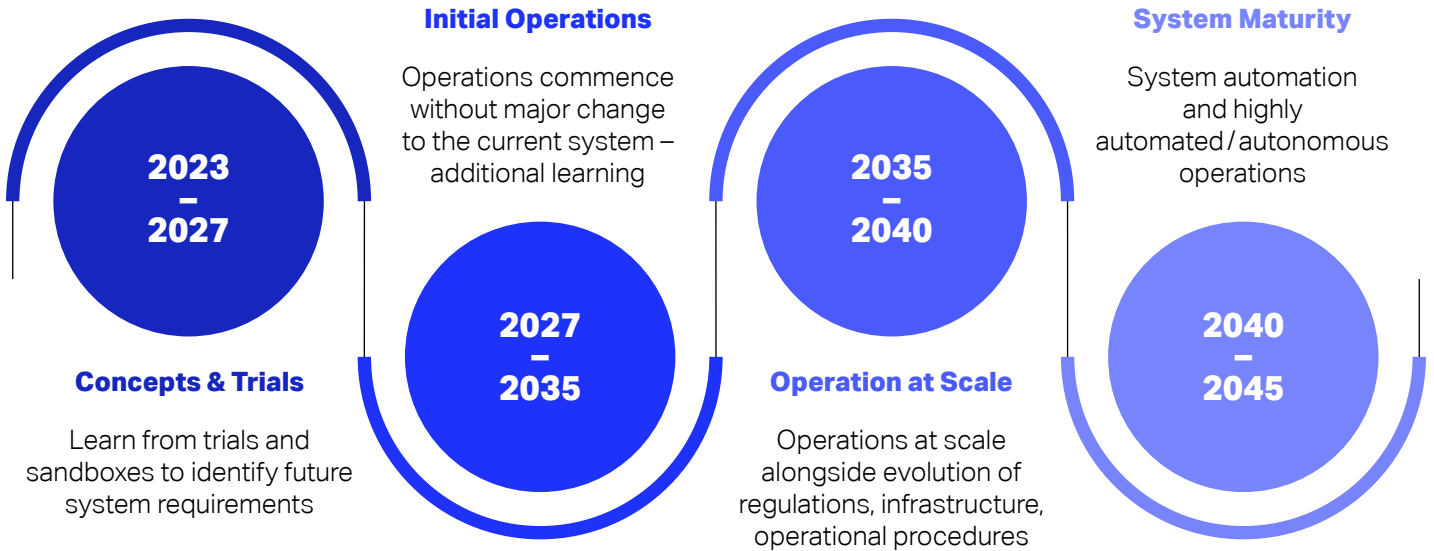 2023
–
2027
Concepts & Trials
Learn from trials and
sandboxes to identify future
system requirements
Initial Operations
Operations commence
without major change
to the current system –
additional learning
2027
–
2035
2035
–
2040
Operation at Scale
Operations at scale
alongside evolution of
regulations, infrastructure,
operational procedures
System Maturity
System automation
and highly
automated/autonomous
operations
2040
–
2045